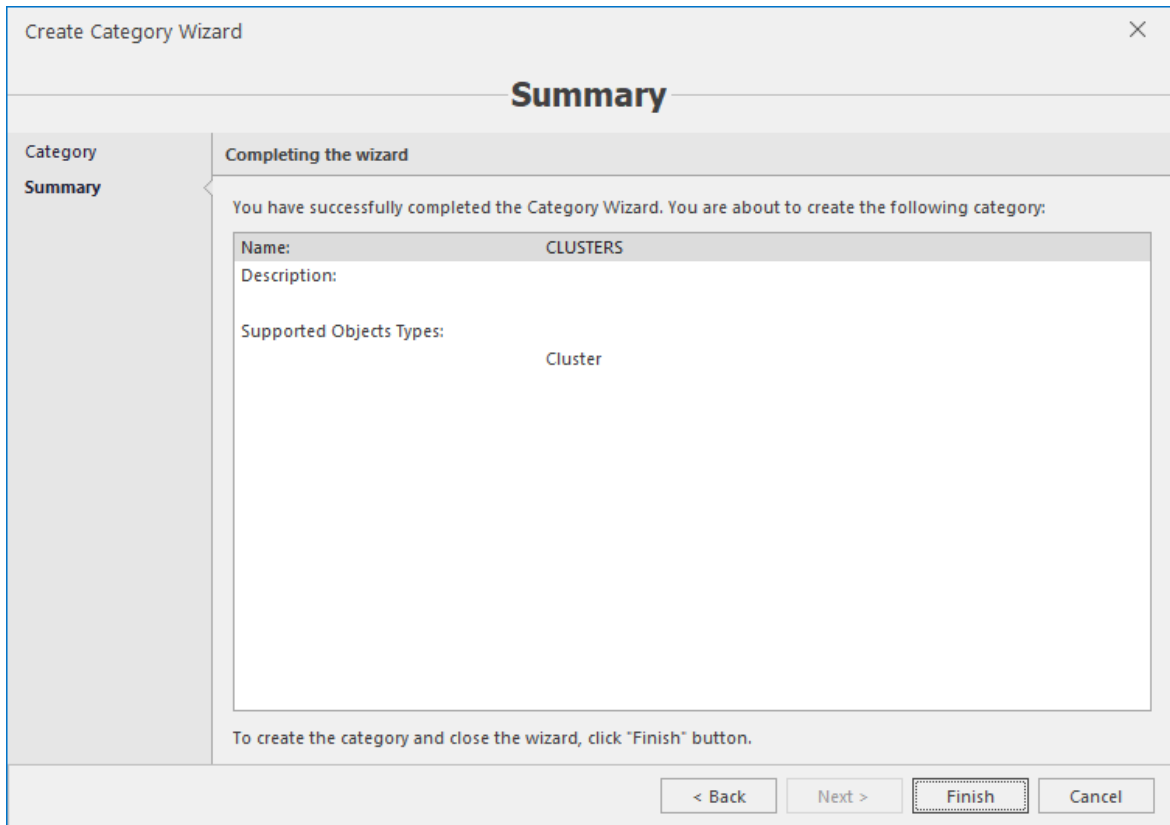 Create Category Wizard
Summary
Category
Summary
Completing the wizard
You have successfully completed the Category Wizard. You are about to create the following category:
Name: CLUSTERS
Description:
Supported Objects Types:
Cluster
To create the category and close the wizard, click "Finish" button.
< Back Next > Finish Cancel